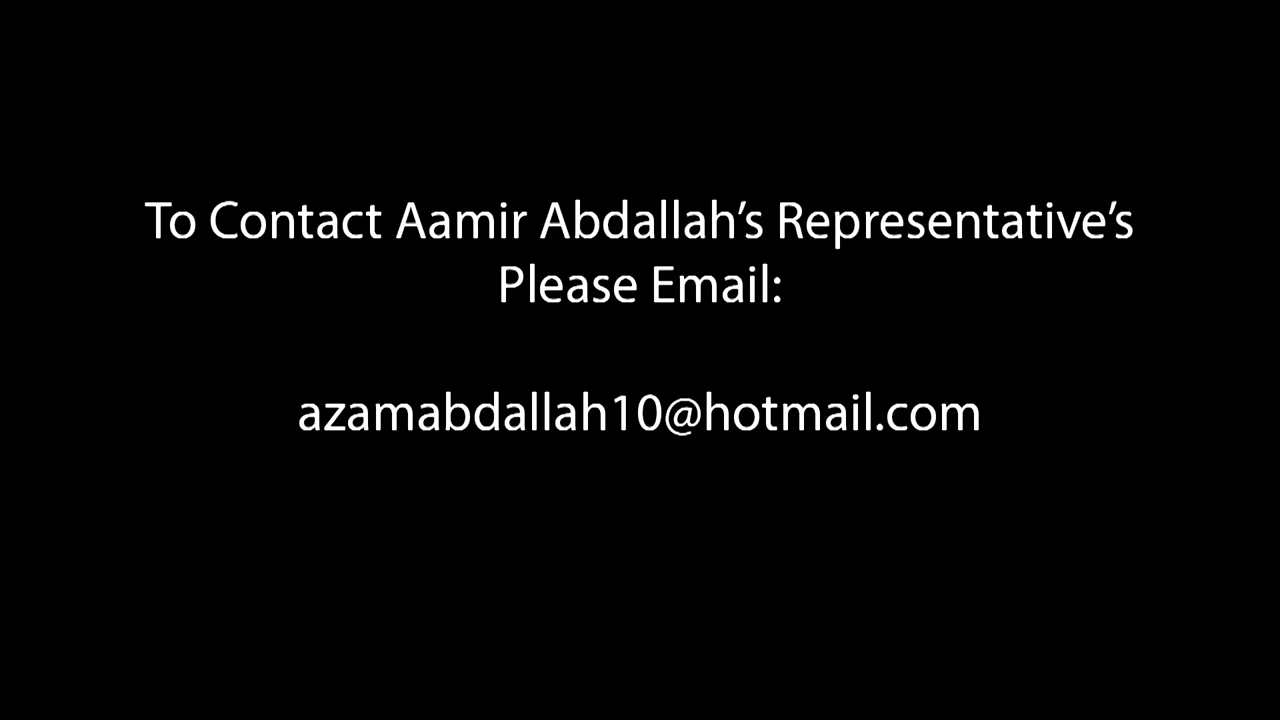 To Contact Aamir Abdallah’s Representative’s
Please Email:
azamabdallah10@hotmail.com